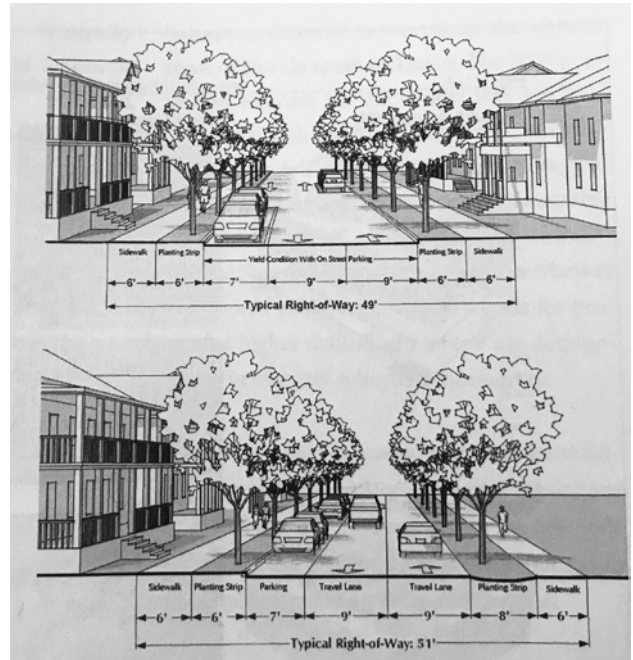 Sidewalk Planting Strip Yield Condition With On Street Parking Planting Strip Sidewalk
6' 6' 7' 9' 9' 6' 6'
Typical Right-of-Way: 49'
Sidewalk Planting Strip Parking Travel Lane Travel Lane Planting Strip Sidewalk
6' 6' 7' 9' 9' 8' 6'
Typical Right-of-Way: 51'